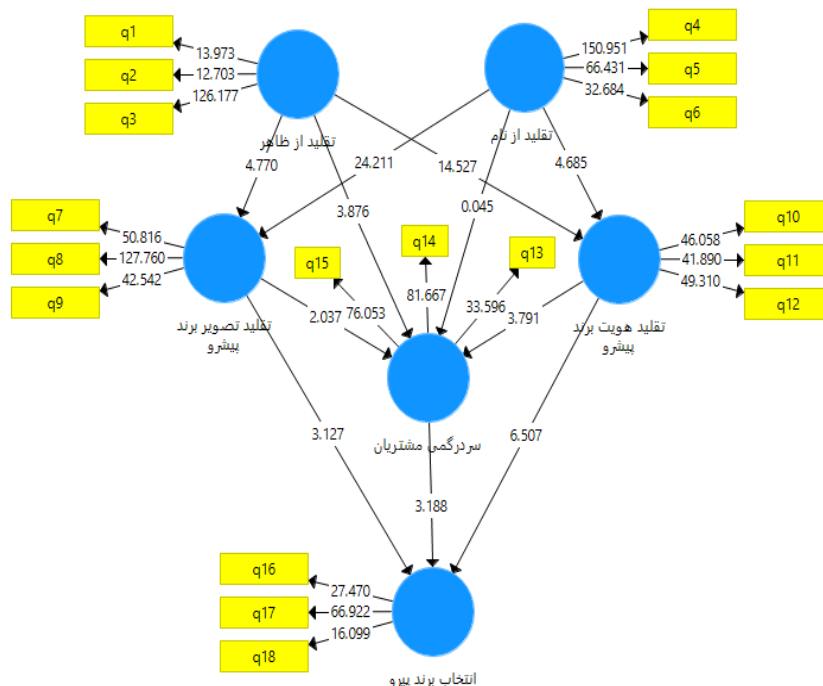 q1
13.973
q2
12.703
q3
126.177
q4
150.951
q5
66.431
q6
32.684
تقلید از ظاهر
تقلید از نام
4.770
24.211
14.527
4.685
3.876
0.045
q7
50.816
q8
127.760
q9
42.542
q10
46.058
q11
41.890
q12
49.310
q15
q14
q13
76.053
81.667
33.596
2.037
3.791
تقلید تصویر برند
پیشرو
تقلید هویت برند
پیشرو
سردرگمی مشتریان
3.127
6.507
3.188
q16
27.470
q17
66.922
q18
16.099
انتخاب برند پیرو